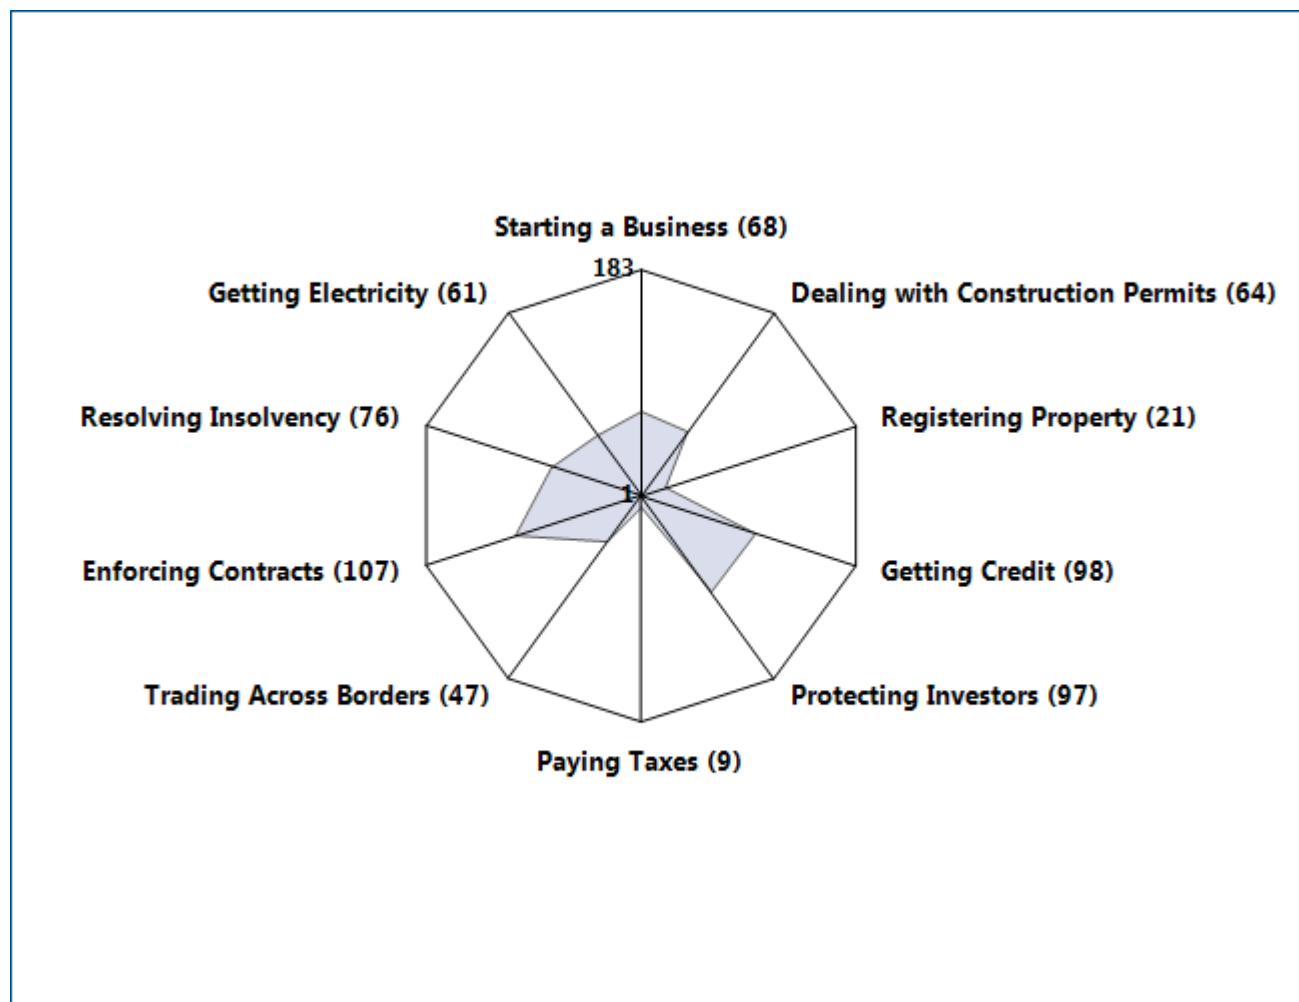 Starting a Business (68)
183
Getting Electricity (61)
Dealing with Construction Permits (64)
Resolving Insolvency (76)
Registering Property (21)
1
Enforcing Contracts (107)
Getting Credit (98)
Trading Across Borders (47)
Protecting Investors (97)
Paying Taxes (9)